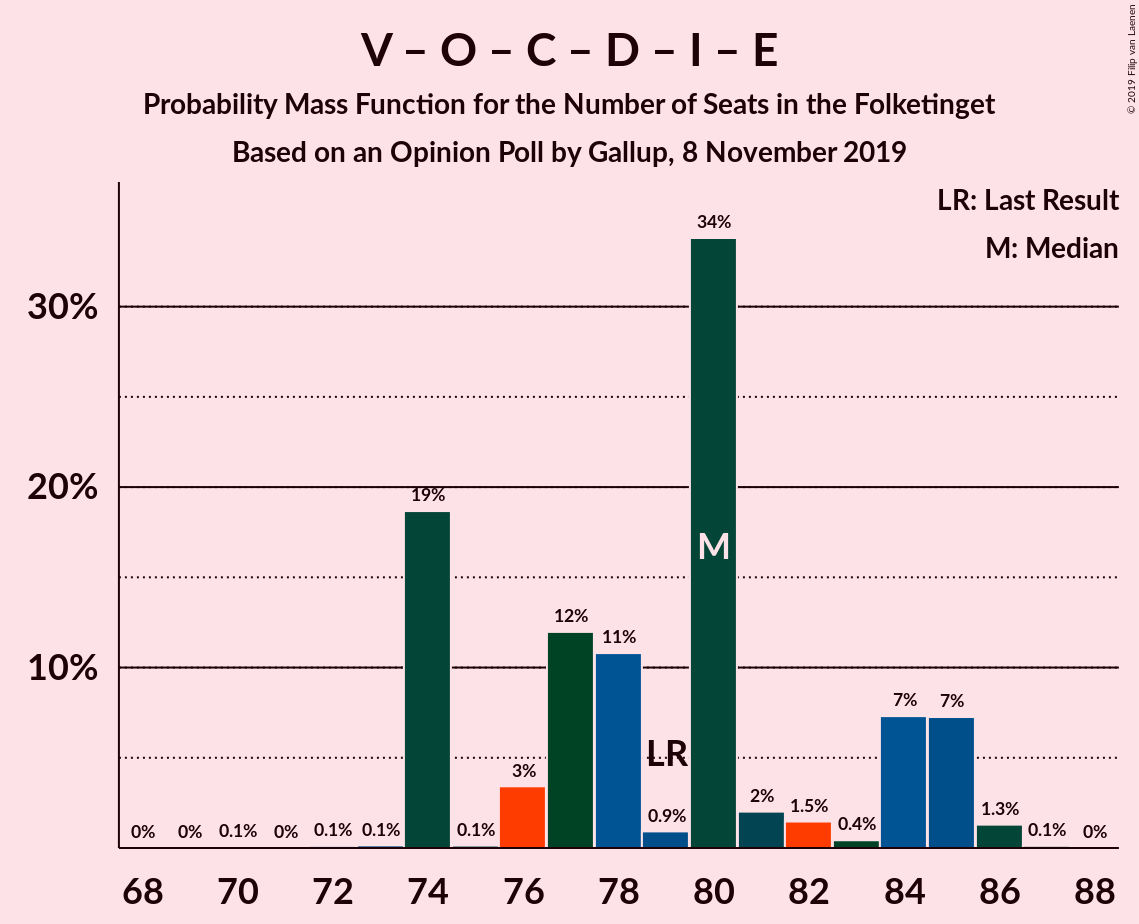 V – O – C – D – I – E
Probability Mass Function for the Number of Seats in the Folketinget
Based on an Opinion Poll by Gallup, 8 November 2019
© 2019 Filip van Laenen
LR: Last Result
M: Median
30%
20%
10%
0%
0%
0.1%
0%
0.1%
0.1%
19%
0.1%
3%
12%
11%
0.9%
34%
2%
1.5%
0.4%
7%
7%
1.3%
0.1%
0%
LR
M
68 70 72 74 76 78 80 82 84 86 88